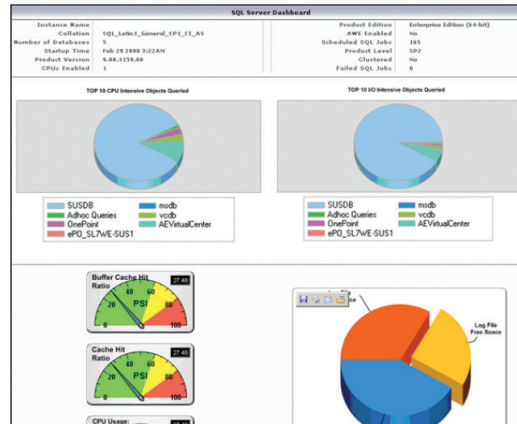 SQL Server Dashboard
Instance Name
Collation SQL_Latin1_General_CP1_CI_AS
Number of Databases 5
Startup Time Feb 29 2008 3:22AM
Product Version 9.00.3159.00
CPUs Enabled 1
Product Edition Enterprise Edition (64-bit)
AWE Enabled No
Scheduled SQL Jobs 165
Product Level SP2
Clustered No
Failed SQL Jobs 0
TOP 10 CPU Intensive Objects Queried
SUSDB msdb
Adhoc Queries vcdb
OnePoint AEVirtualCenter
ePO_SL7WE-SUS1
TOP 10 I/O Intensive Objects Queried
SUSDB msdb
Adhoc Queries vcdb
OnePoint AEVirtualCenter
ePO_SL7WE-SUS1
Buffer Cache Hit
Ratio
27.48
0 20 40 60 80 100
PSI
Cache Hit
Ratio
27.48
0 20 40 60 80 100
PSI
CPU Usage:
Log File
Free Space